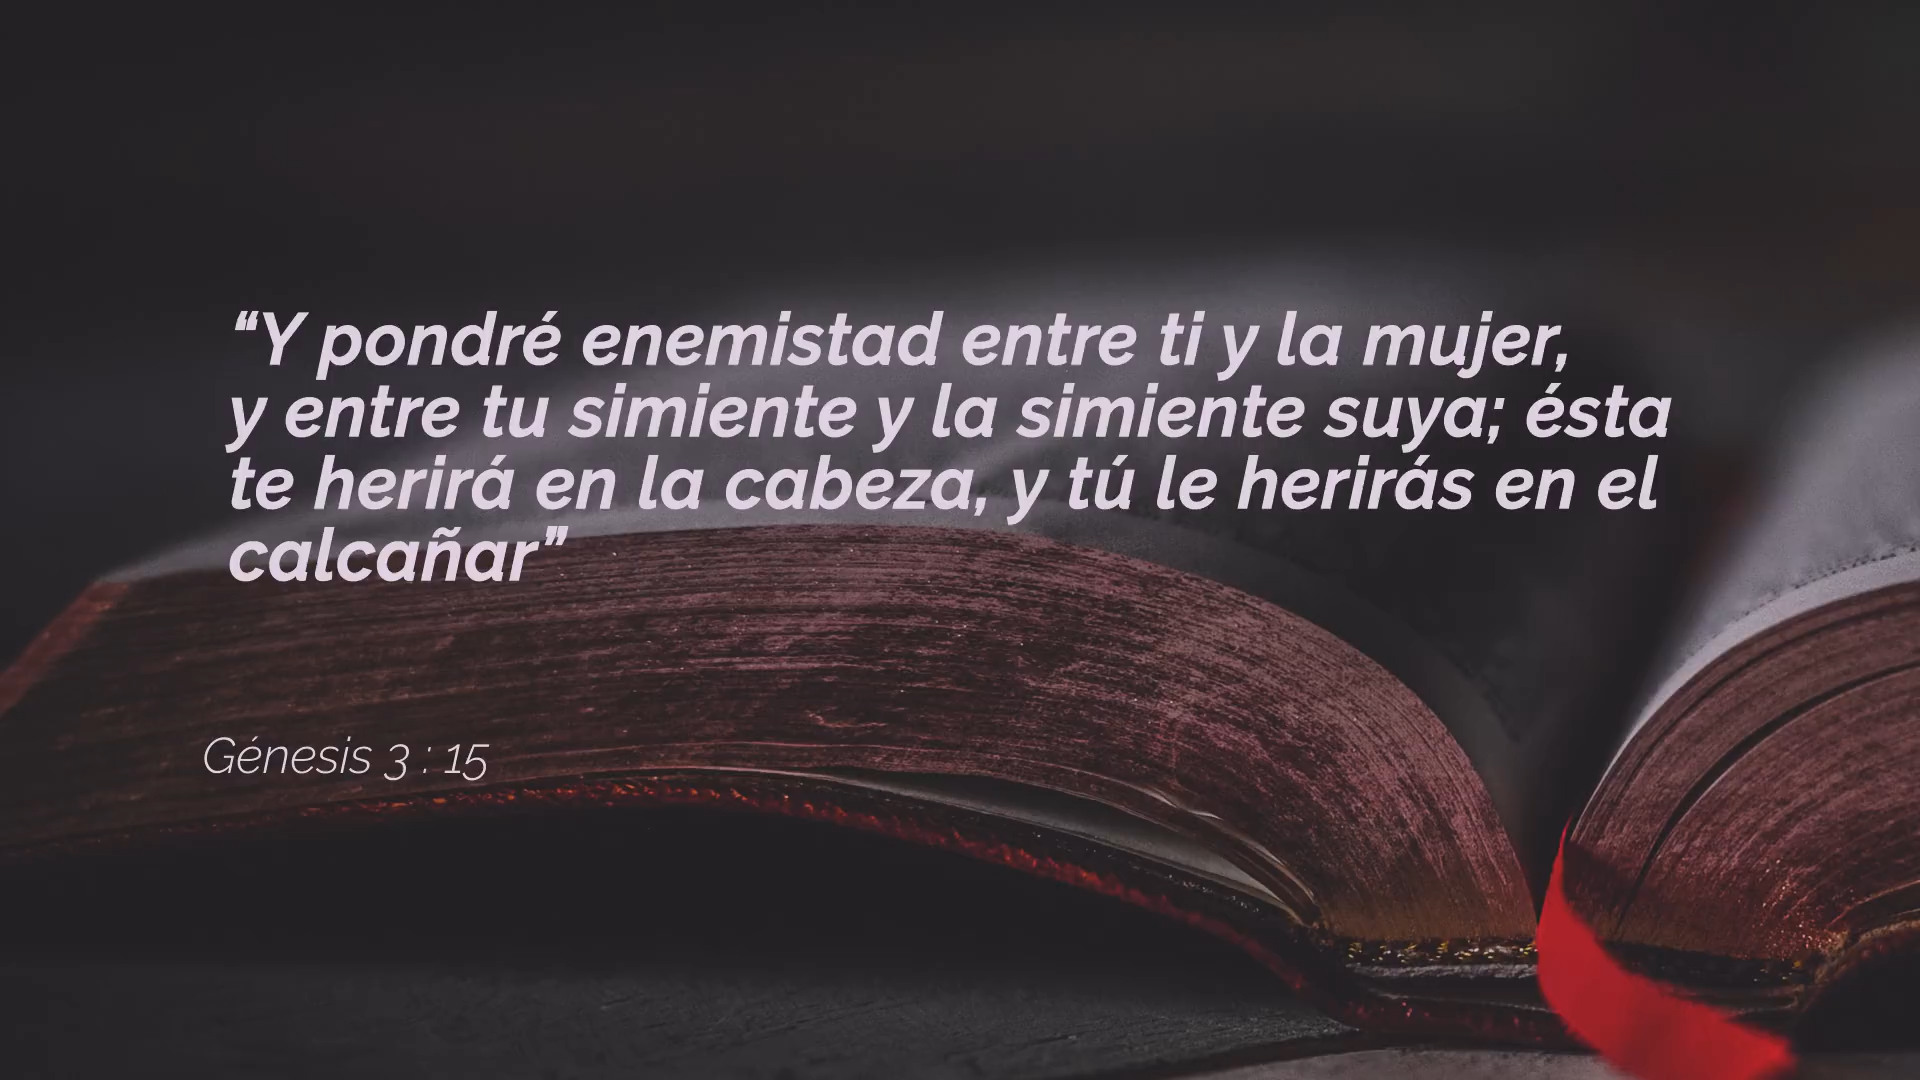 “Y pondré enemistad entre ti y la mujer,
y entre tu simiente y la simiente suya; ésta
te herirá en la cabeza, y tú le herirás en el
calcañar”
Génesis 3 : 15